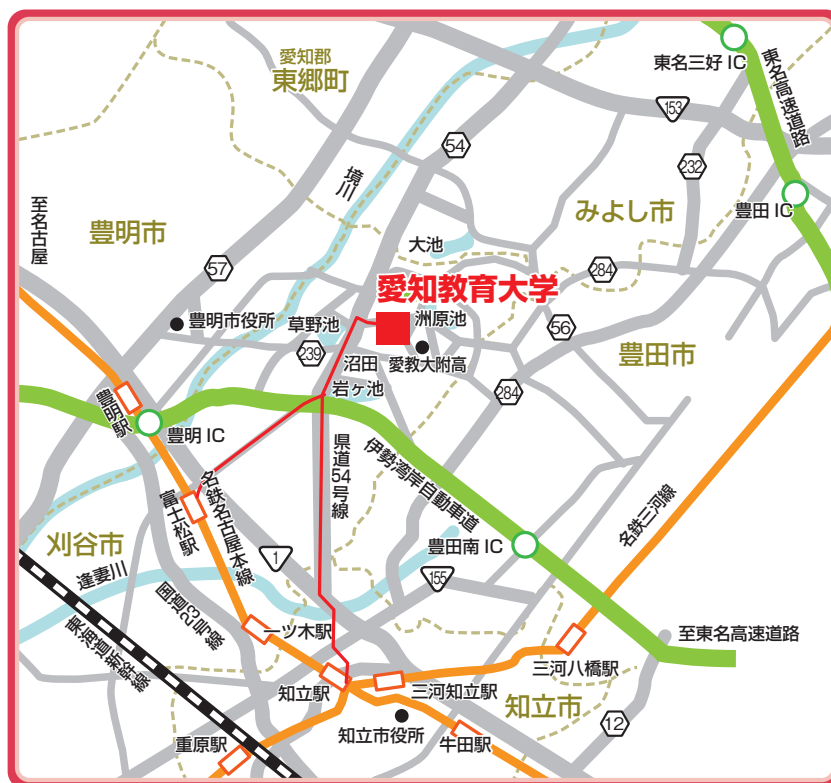 愛知郡
東郷町
東名三好 IC
東名高速道路
153
54
232
境川
至名古屋
豊明市
みよし市
豊田 IC
大池
57
284
愛知教育大学
豊明市役所
草野池
洲原池
56
239
沼田
愛教大附高
豊田市
岩ヶ池
284
豊明駅
豊明 IC
県道54号線
伊勢湾岸自動車道
名鉄三河線
名鉄名古屋本線
富士松駅
刈谷市
1
豊田南 IC
155
逢妻川
国道23号線
東海道新幹線
一ツ木駅
至東名高速道路
三河八橋駅
知立駅
三河知立駅
知立市
12
重原駅
知立市役所
牛田駅